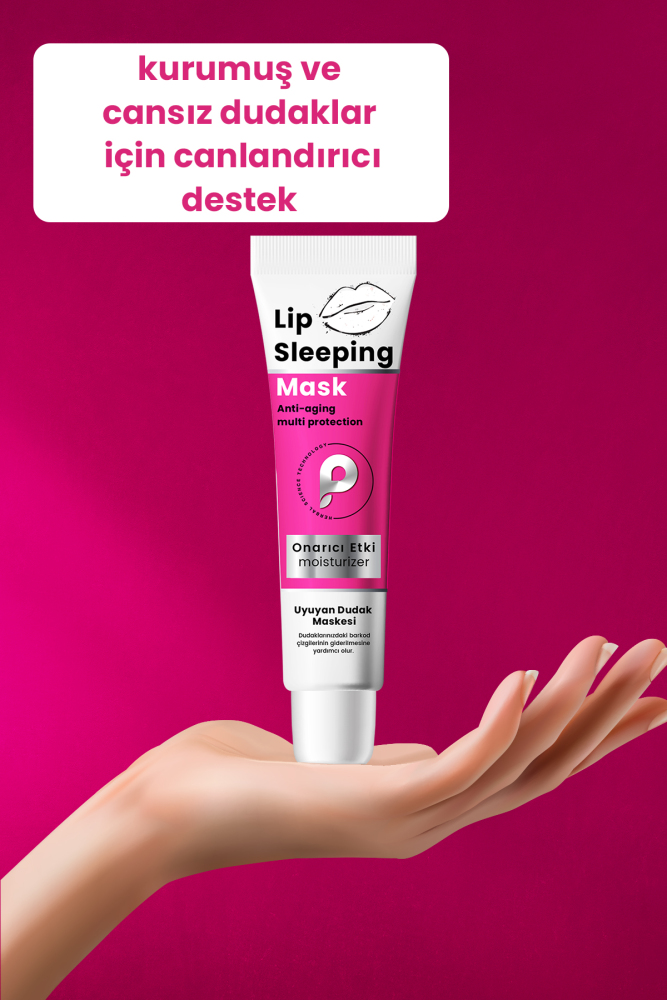 kurumuş ve
cansız dudaklar
için canlandırıcı
destek
Lip
Sleeping
Mask
Anti-aging
multi protection
HERBAL SCIENCE TECHNOLOGY
Onarıcı Etki
moisturizer
Uyuyan Dudak
Maskesi
Dudaklarınızdaki barkod
çizgilerinin giderilmesine
yardımcı olur.